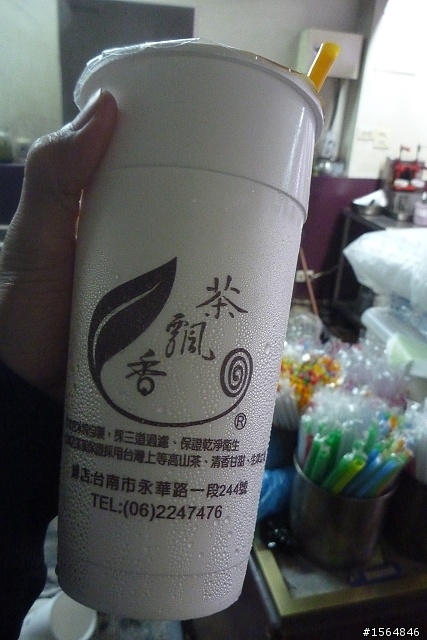 茶飄香
®
採三道過濾、保證乾淨衛生
採用台灣上等高山茶、清香甘甜、
店:台南市永華路一段244號
TEL:(06)2247476
#1564846